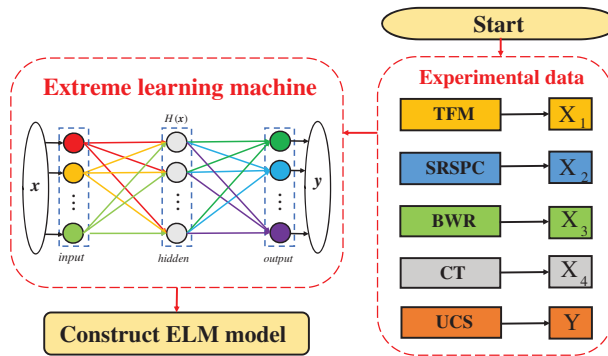 Start
Experimental data
TFM X1
SRSPC X2
BWR X3
CT X4
UCS Y
Extreme learning machine
H(x)
x
y
input
hidden
output
Construct ELM model